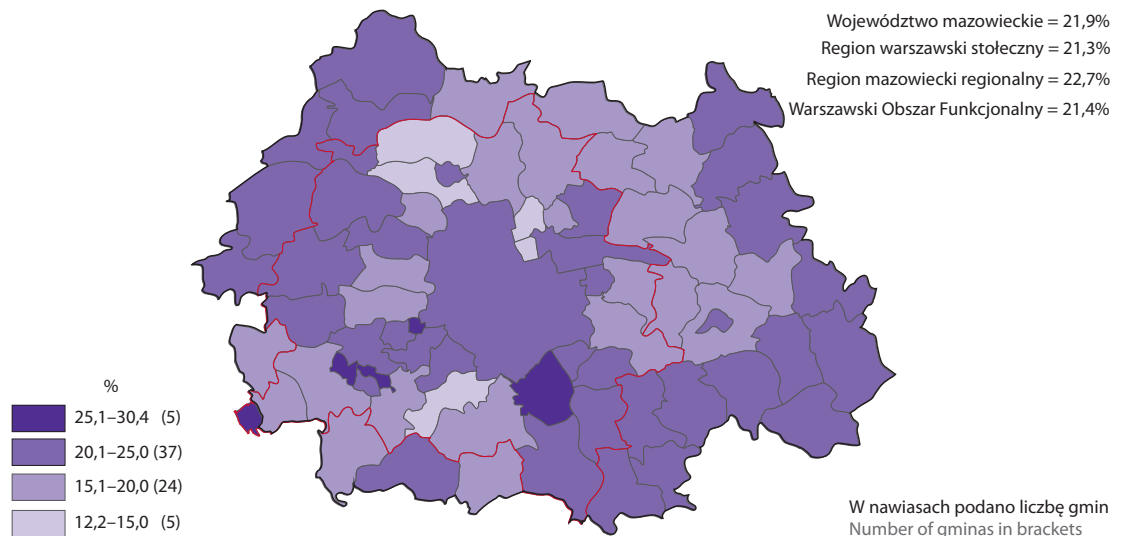 Województwo mazowieckie = 21,9%
Region warszawski stołeczny = 21,3%
Region mazowiecki regionalny = 22,7%
Warszawski Obszar Funkcjonalny = 21,4%
%
25,1–30,4 (5)
20,1–25,0 (37)
15,1–20,0 (24)
12,2–15,0 (5)
W nawiasach podano liczbę gmin
Number of gminas in brackets